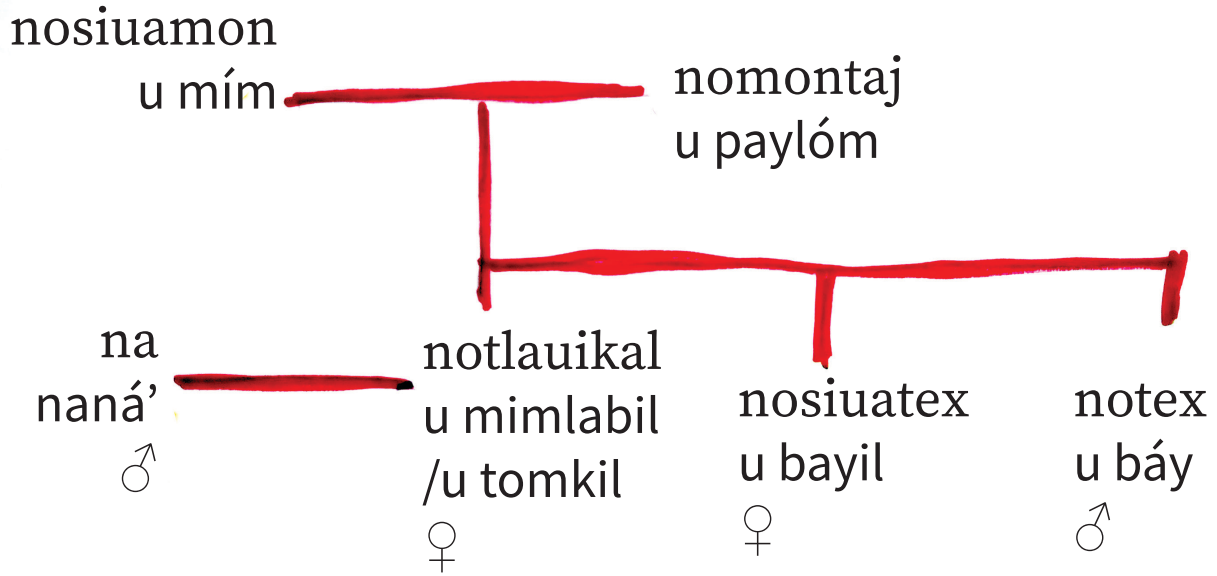 nosiuamon
u mím
nomontaj
u paylóm
na
naná’
♂
notlauikal
u mimlabil
/u tomkil
♀
nosiuatex
u bayil
♀
notex
u báy
♂